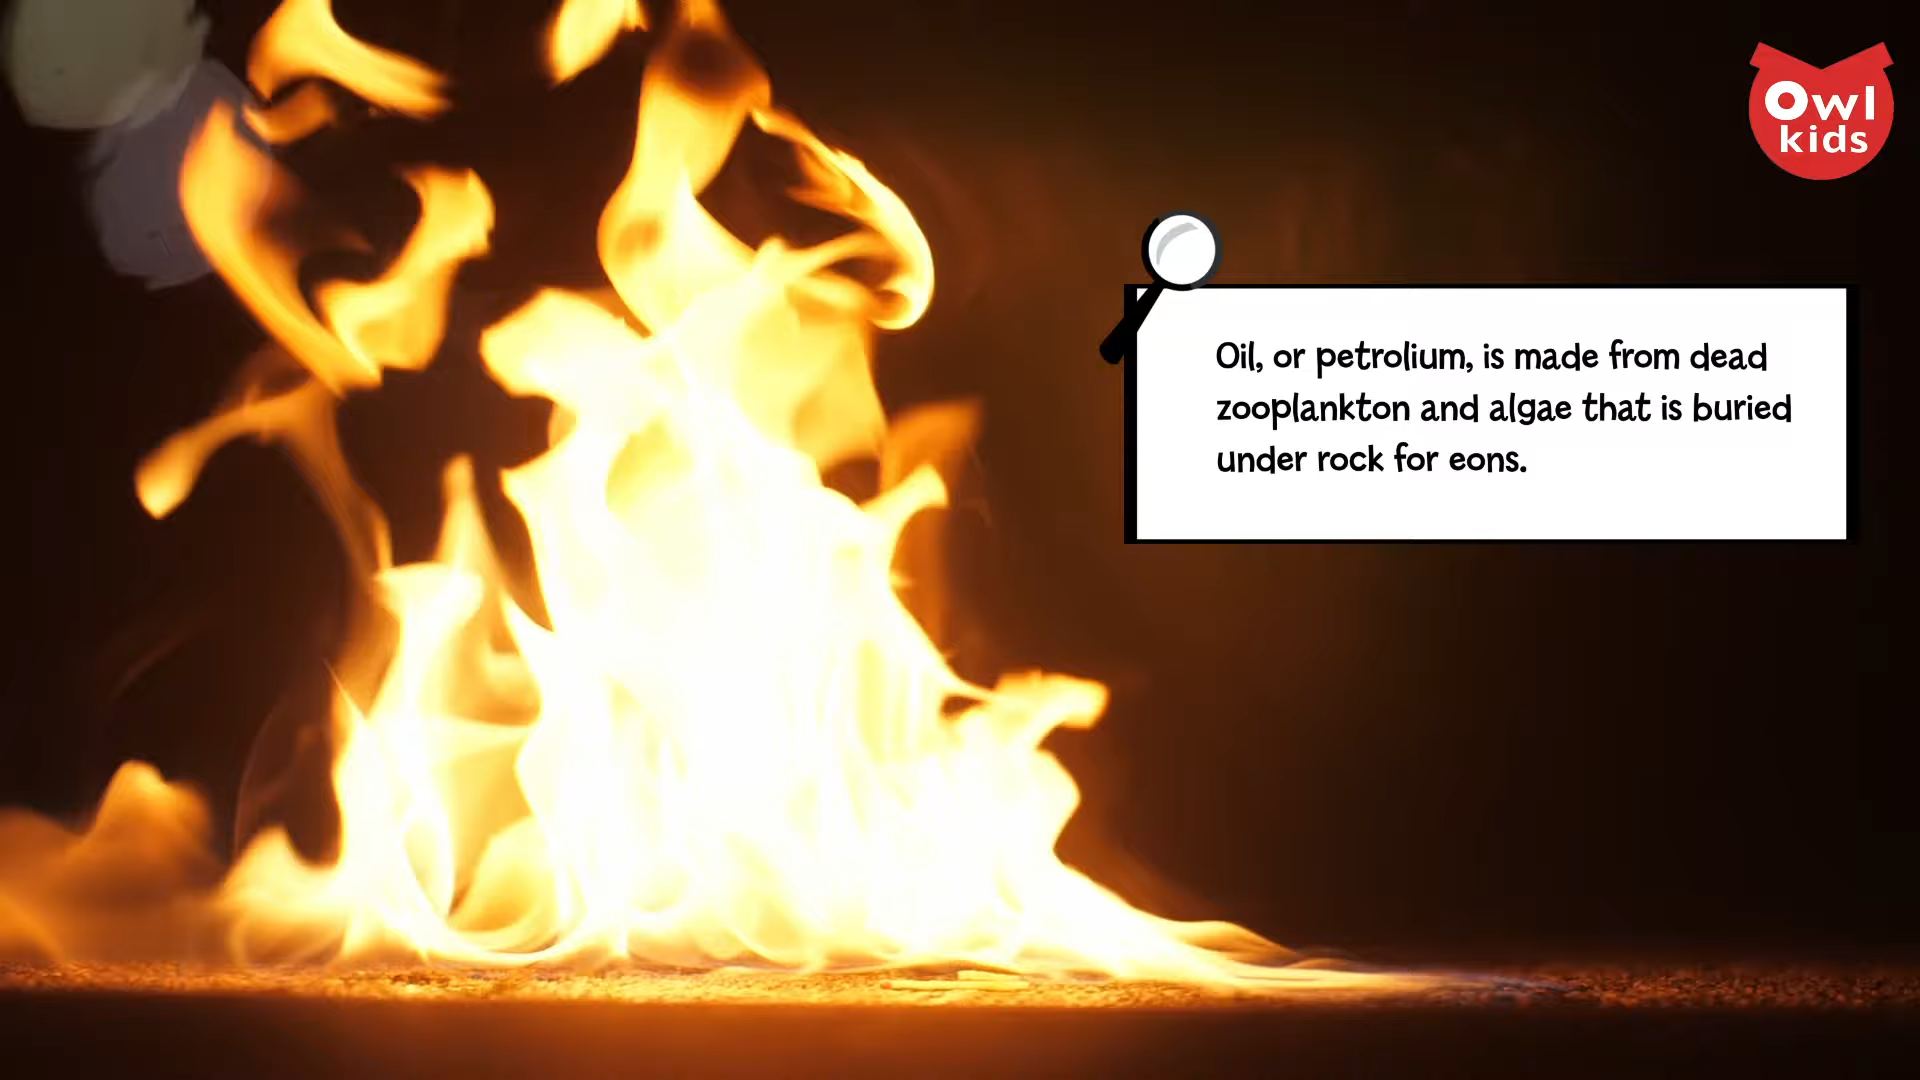 Owl
kids
Oil, or petrolium, is made from dead
zooplankton and algae that is buried
under rock for eons.